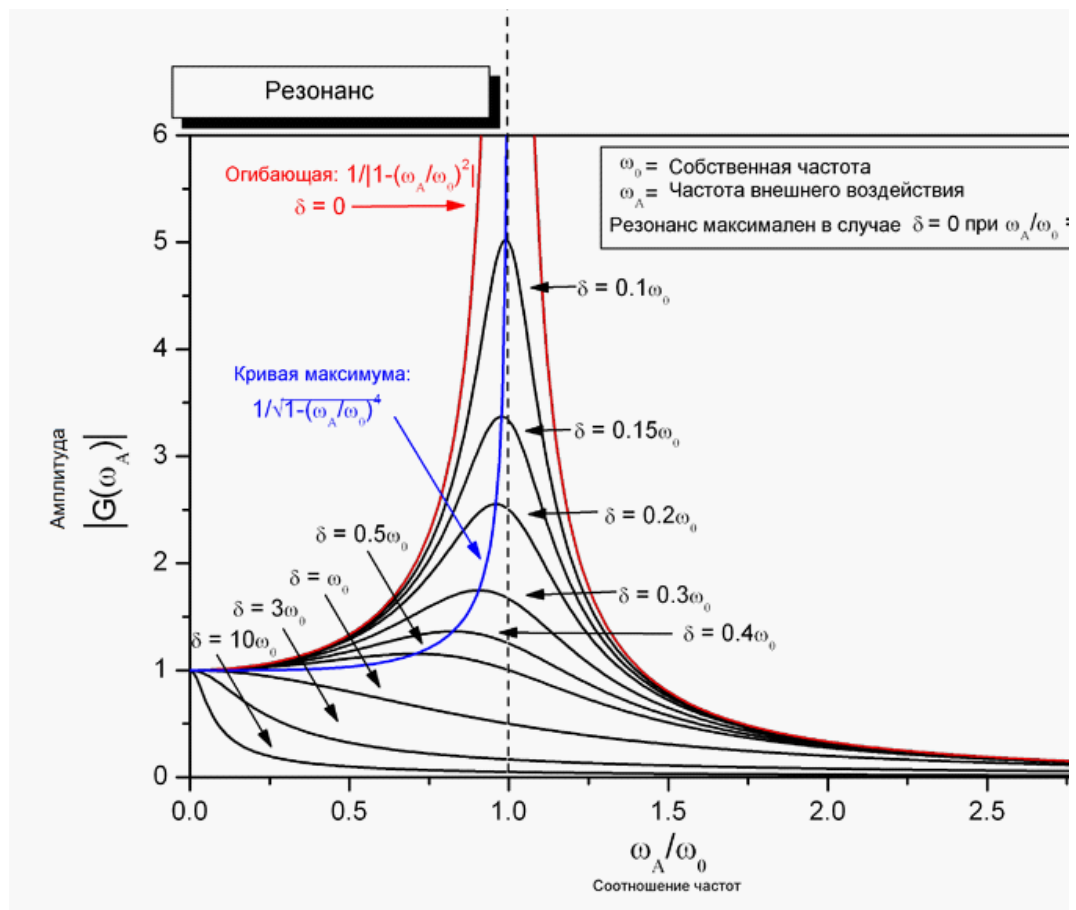 Резонанс
Огибающая: 1/|1-(ω_A/ω_0)²|
δ = 0
ω_0 = Собственная частота
ω_A = Частота внешнего воздействия
Резонанс максимален в случае δ = 0 при ω_A/ω_0 =
δ = 0.1ω_0
Кривая максимума:
1/√1-(ω_A/ω_0)⁴
δ = 0.15ω_0
δ = 0.2ω_0
δ = 0.5ω_0
δ = ω_0
δ = 0.3ω_0
δ = 3ω_0
δ = 0.4ω_0
δ = 10ω_0
Амплитуда
|G(ω_A)|
6
5
4
3
2
1
0
0.0 0.5 1.0 1.5 2.0 2.5
ω_A/ω_0
Соотношение частот